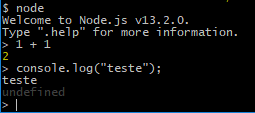 $ node
Welcome to Node.js v13.2.0.
Type ".help" for more information.
> 1 + 1
2
> console.log("teste");
teste
undefined
>